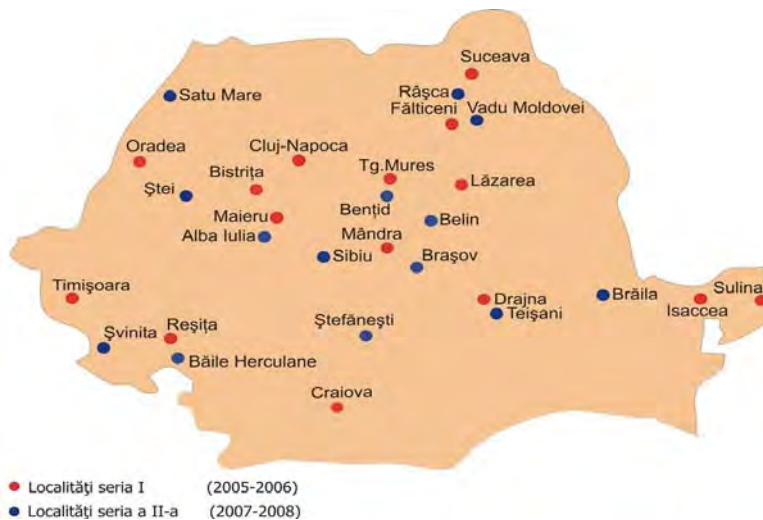 Suceava
Satu Mare
Râşca
Fălticeni
Vadu Moldovei
Oradea
Cluj-Napoca
Bistriţa
Tg.Mures
Lăzarea
Ştei
Benţid
Maieru
Belin
Alba Iulia
Mândra
Sibiu
Braşov
Timişoara
Drajna
Teişani
Brăila
Sulina
Isaccea
Şvinita
Reşiţa
Ştefăneşti
Băile Herculane
Craiova
Localităţi seria I (2005-2006)
Localităţi seria a II-a (2007-2008)